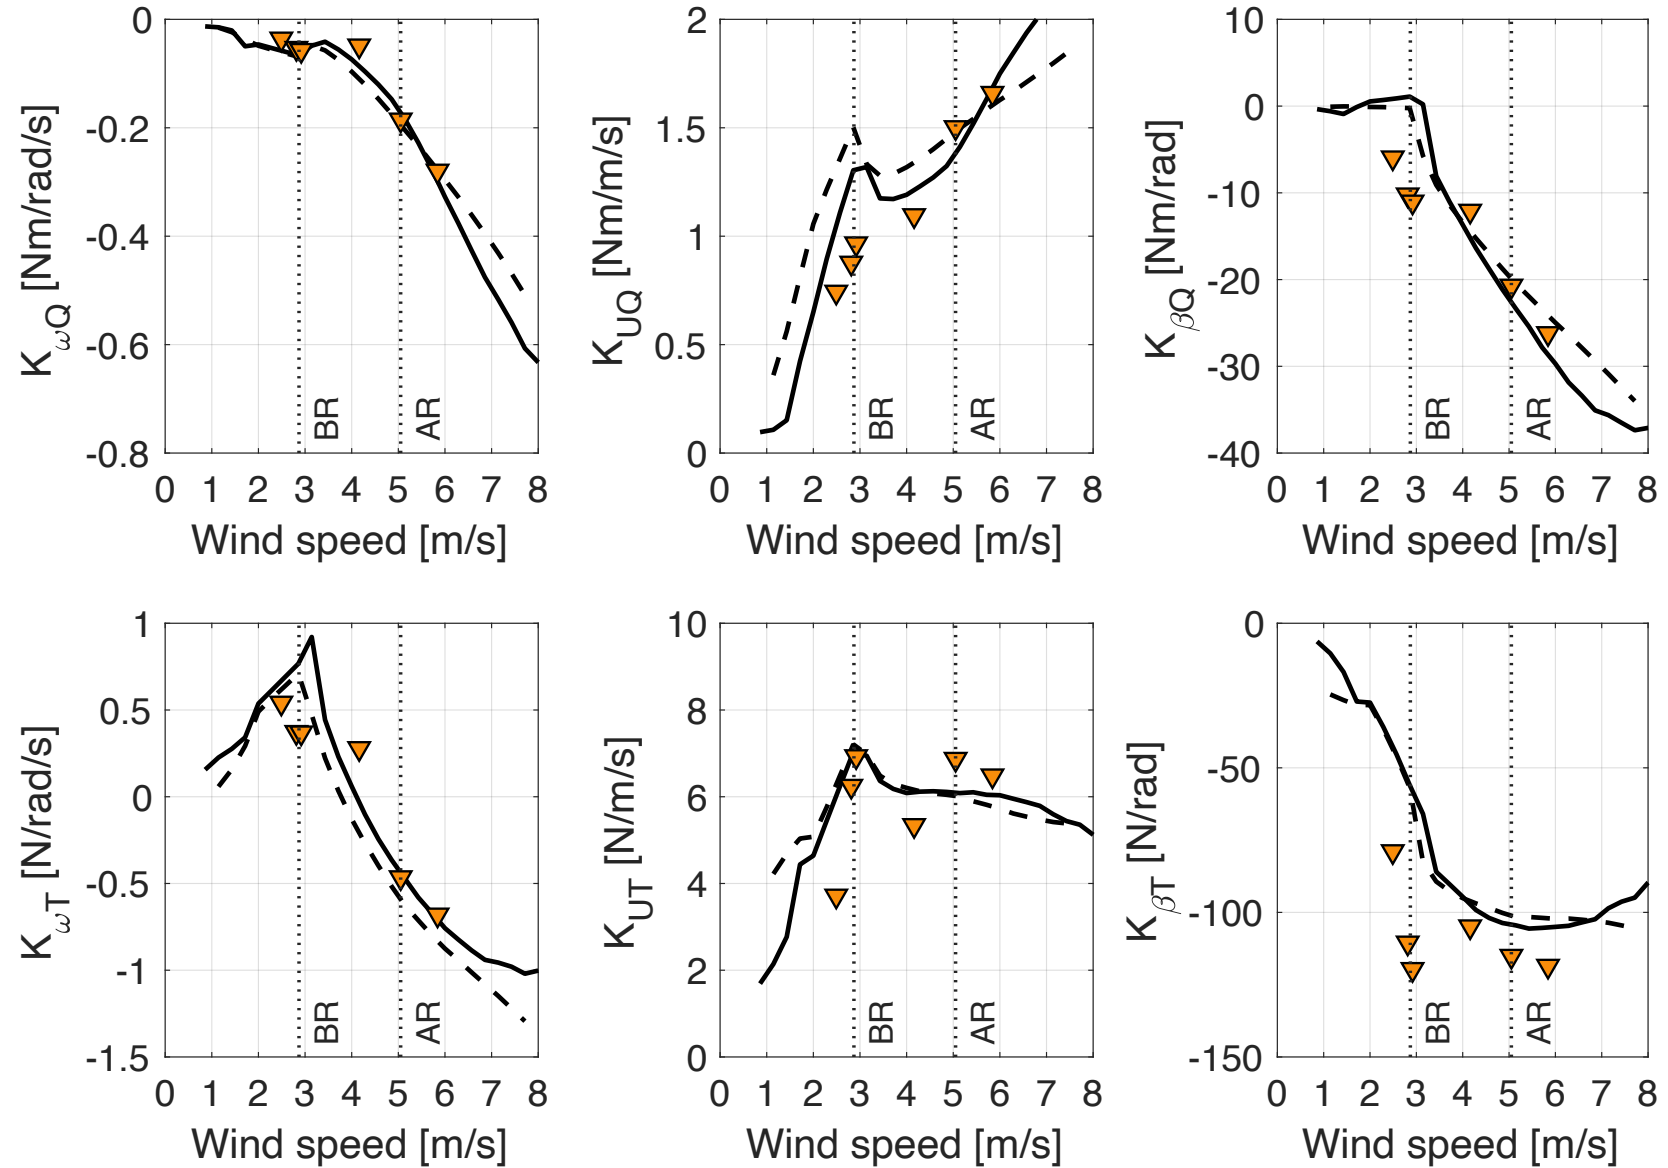 K_ωQ [Nm/rad/s]
0
-0.2
-0.4
-0.6
-0.8
BR
AR
0 1 2 3 4 5 6 7 8
Wind speed [m/s]
K_UQ [Nm/m/s]
2
1.5
1
0.5
0
BR
AR
0 1 2 3 4 5 6 7 8
Wind speed [m/s]
K_βQ [Nm/rad]
10
0
-10
-20
-30
-40
BR
AR
0 1 2 3 4 5 6 7 8
Wind speed [m/s]
K_ωT [N/rad/s]
1
0.5
0
-0.5
-1
-1.5
BR
AR
0 1 2 3 4 5 6 7 8
Wind speed [m/s]
K_UT [N/m/s]
10
8
6
4
2
0
BR
AR
0 1 2 3 4 5 6 7 8
Wind speed [m/s]
K_βT [N/rad]
0
-50
-100
-150
BR
AR
0 1 2 3 4 5 6 7 8
Wind speed [m/s]